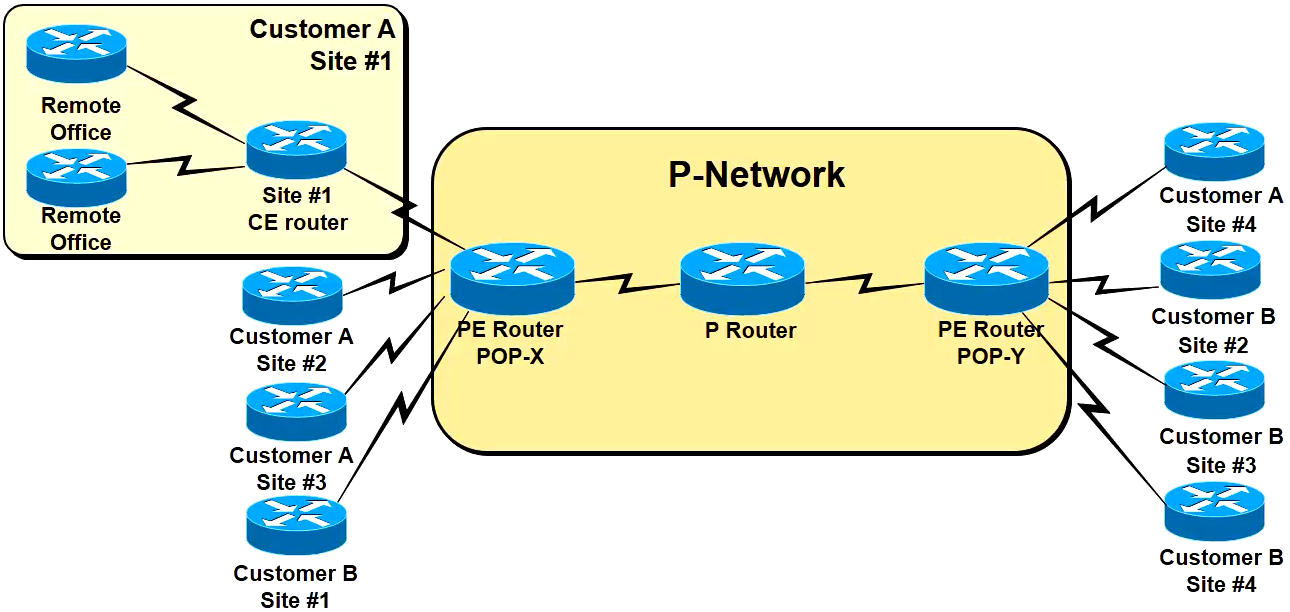 Customer A
Site #1
Remote
Office
Remote
Office
Site #1
CE router
P-Network
PE Router
POP-X
P Router
PE Router
POP-Y
Customer A
Site #2
Customer A
Site #3
Customer B
Site #1
Customer A
Site #4
Customer B
Site #2
Customer B
Site #3
Customer B
Site #4